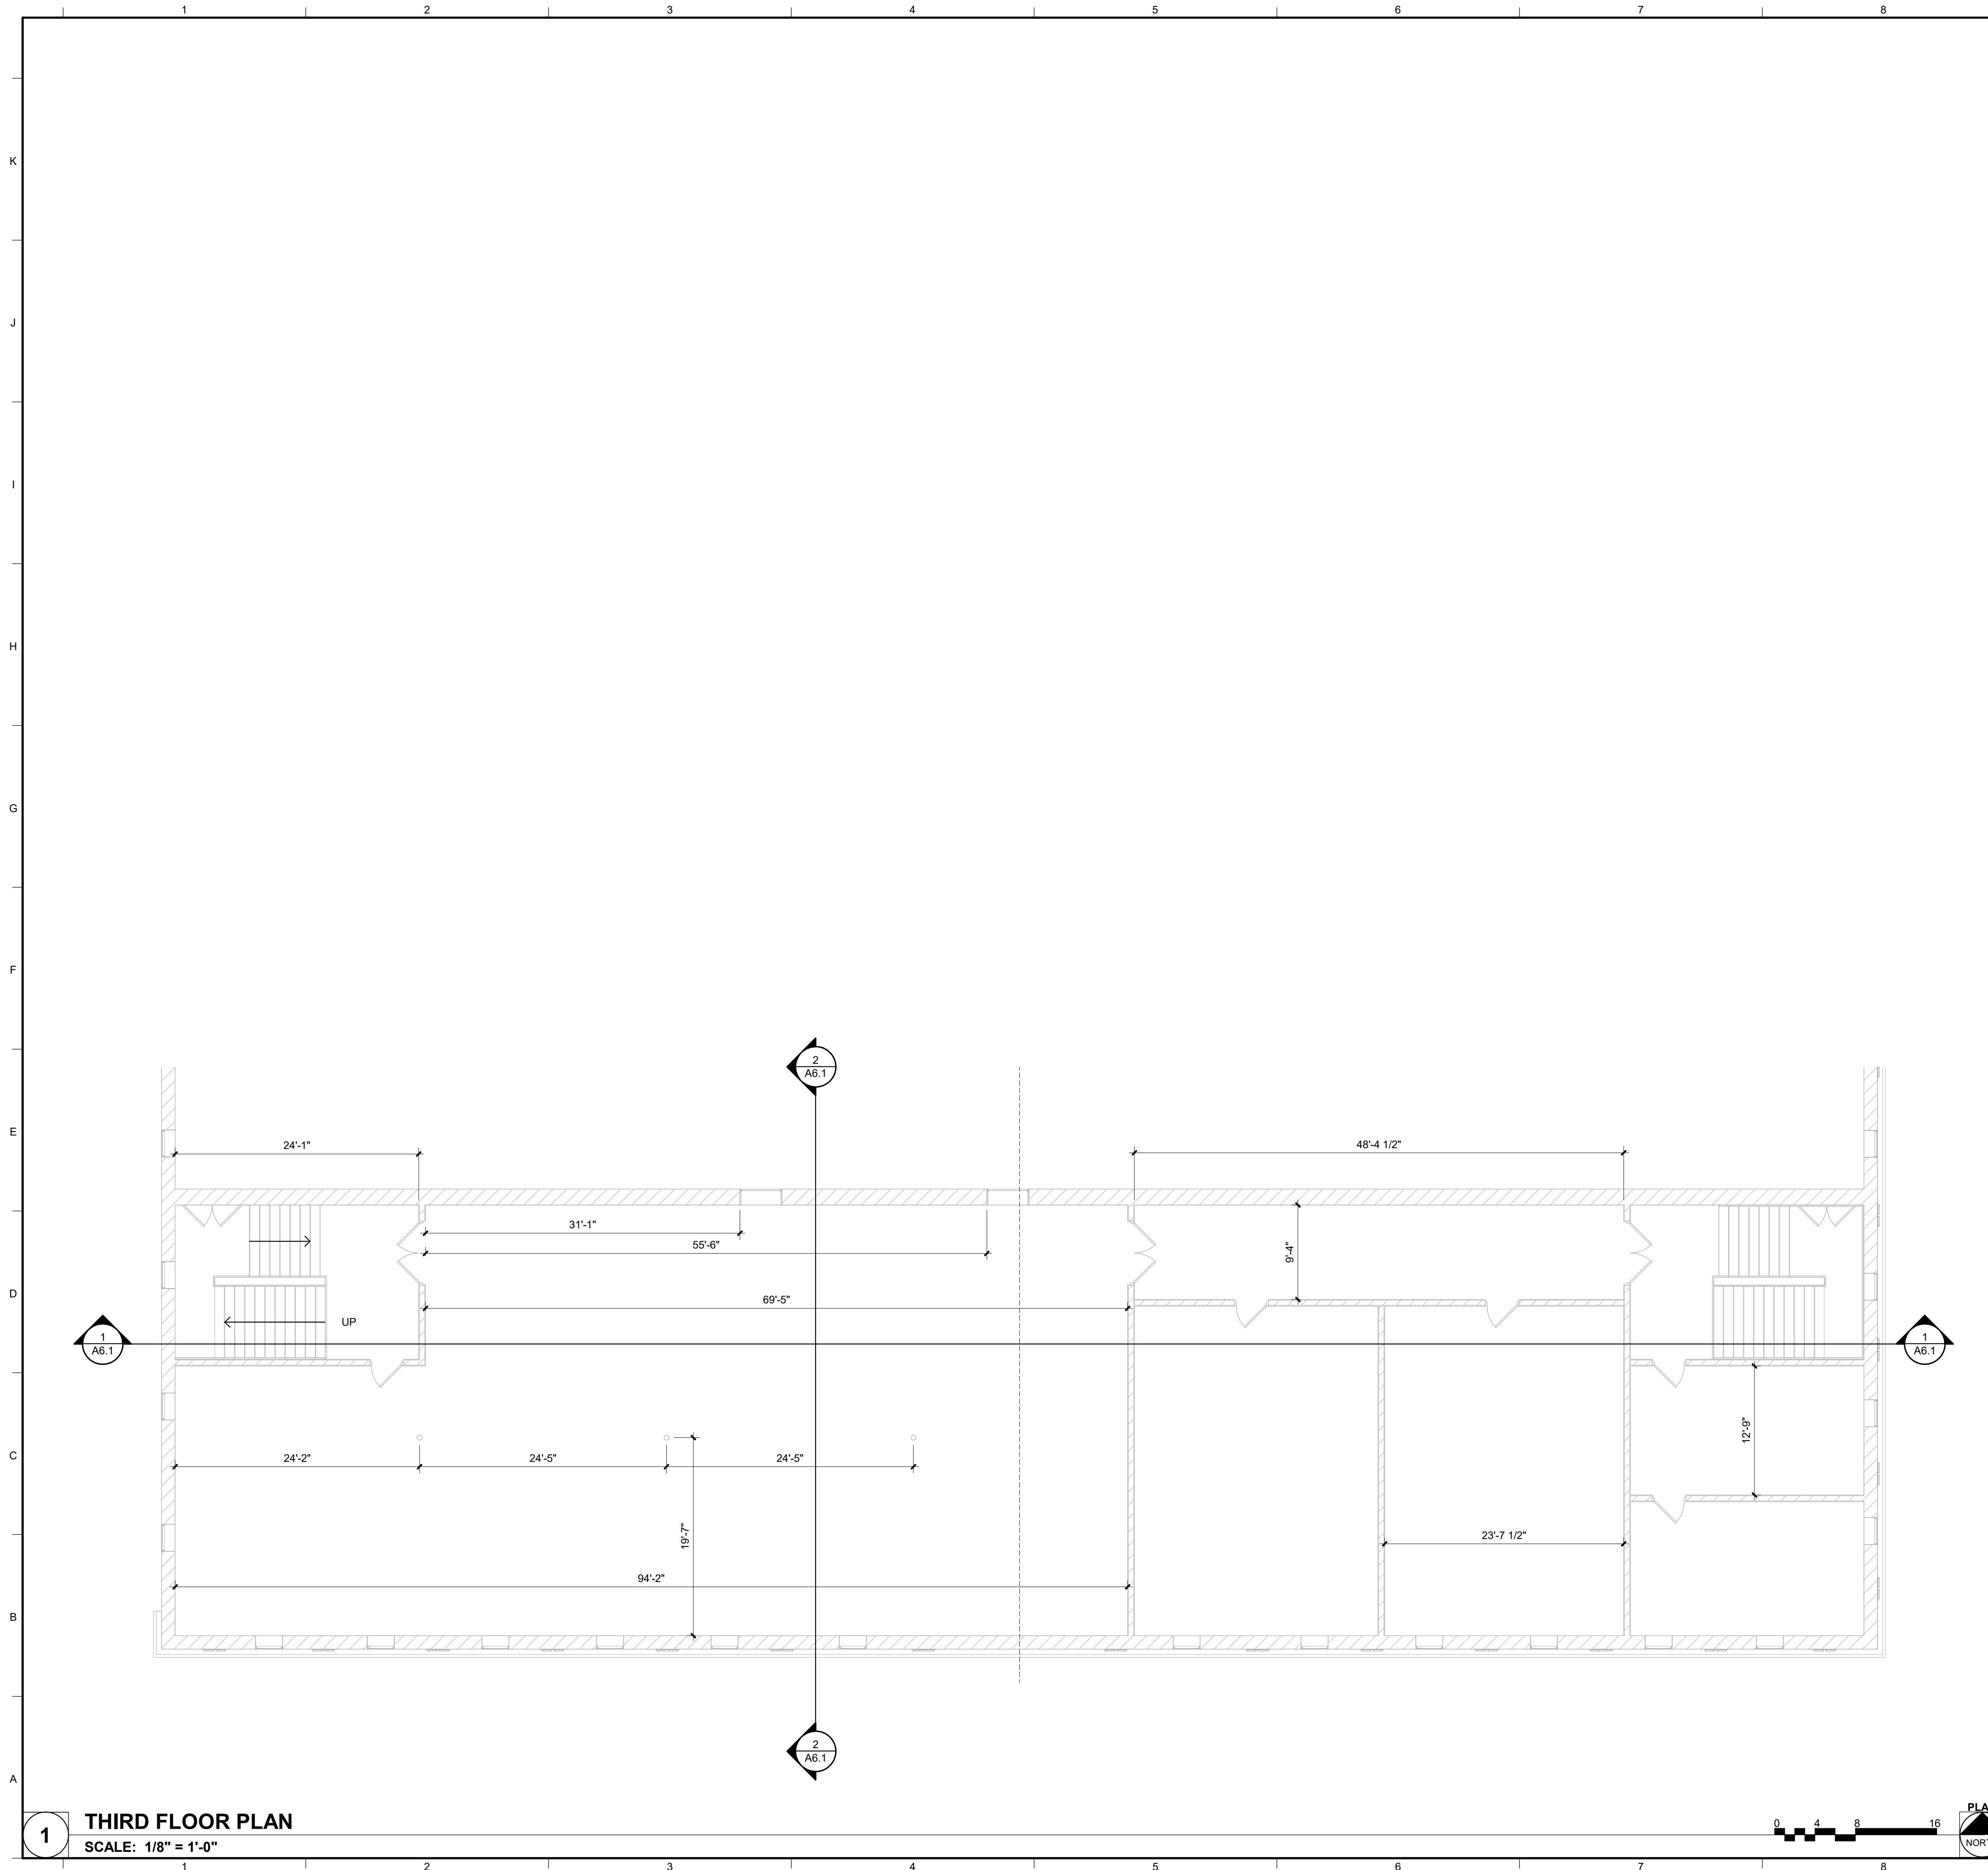 1 2 3 4 5 6 7 8
K
J
I
H
G
F
2
A6.1
E
24'-1"
48'-4 1/2"
31'-1"
55'-6"
9'-4"
D
69'-5"
UP
1
A6.1
1
A6.1
12'-9"
C
24'-2" 24'-5" 24'-5"
19'-7"
23'-7 1/2"
94'-2"
B
2
A6.1
A
1
THIRD FLOOR PLAN
SCALE: 1/8" = 1'-0"
0 4 8 16
PLA
NORT
1 2 3 4 5 6 7 8